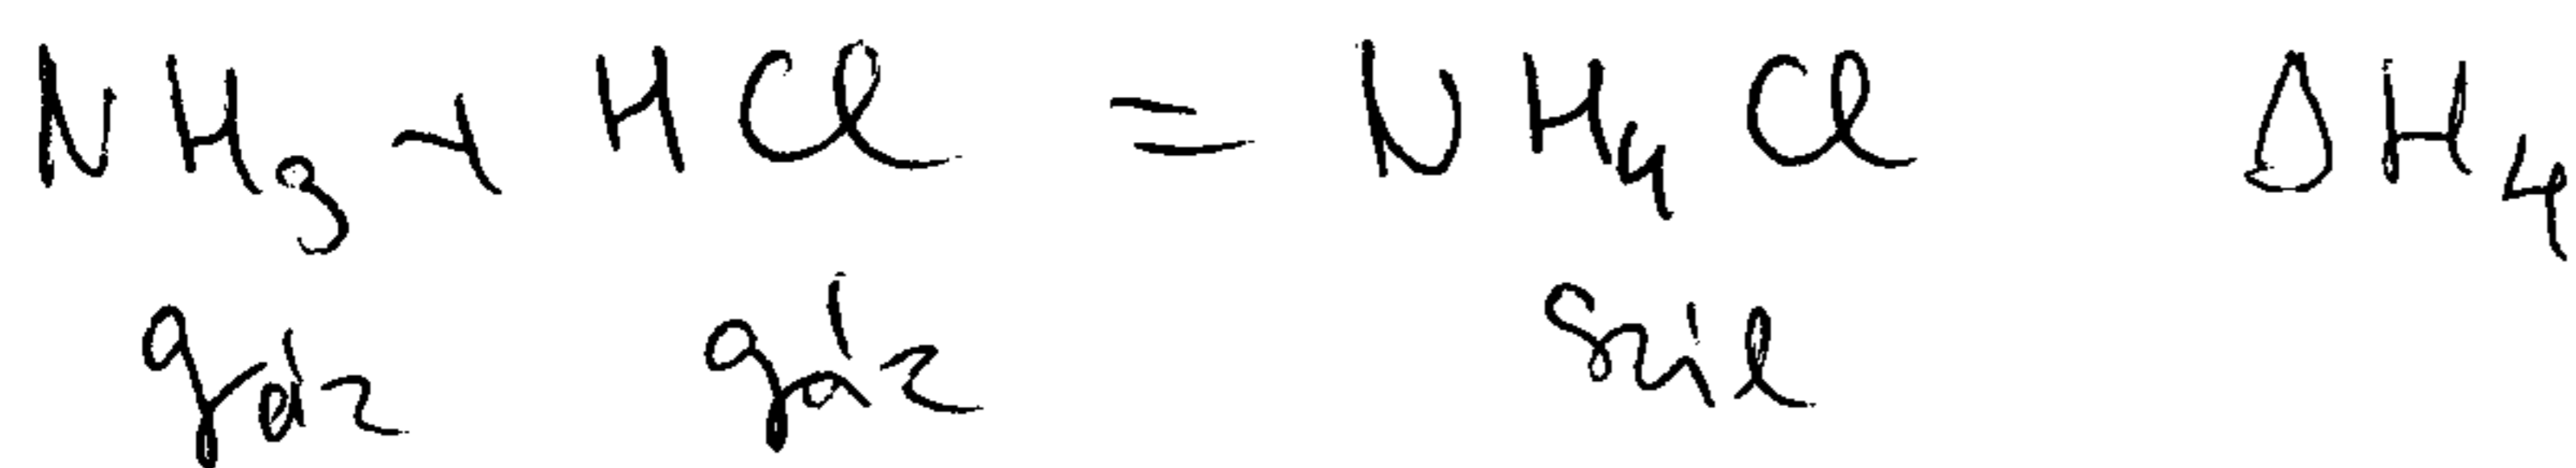 NH₃ + HCl = NH₄Cl ΔH₄
gáz gáz szil